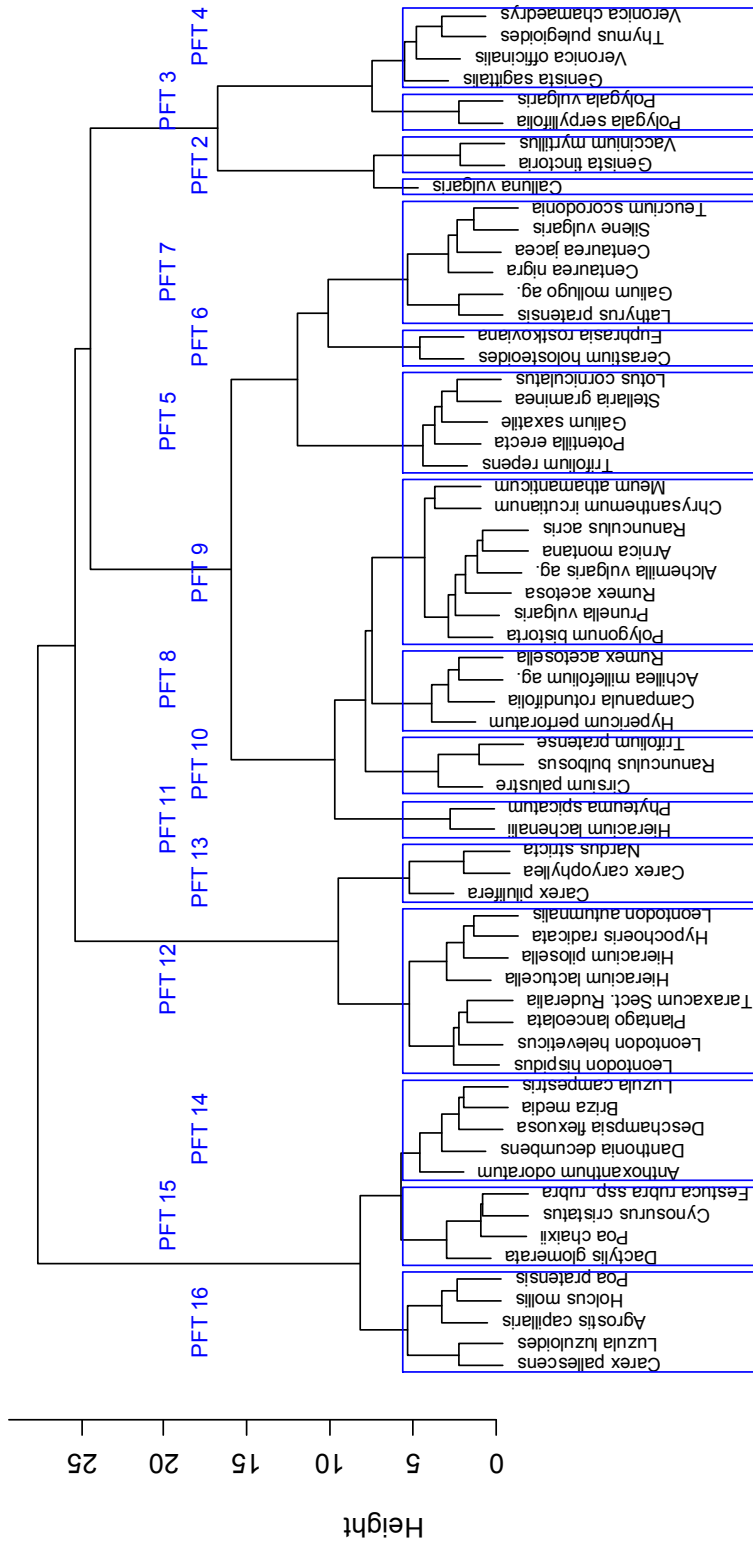 Height
0
5
10
15
20
25
PFT 16
PFT 15
PFT 14
PFT 12
PFT 13
PFT 11
PFT 10
PFT 8
PFT 9
PFT 5
PFT 6
PFT 7
PFT 2
PFT 3
PFT 4
Carex pallescens
Luzula luzuloides
Agrostis capillaris
Holcus mollis
Poa pratensis
Dactylis glomerata
Poa chaixii
Cynosurus cristatus
Festuca rubra ssp. rubra
Anthoxanthum odoratum
Danthonia decumbens
Deschampsia flexuosa
Briza media
Luzula campestris
Leontodon hispidus
Leontodon heleveticus
Plantago lanceolata
Taraxacum Sect. Ruderalia
Hieracium lactucella
Hieracium pilosella
Hypochoeris radicata
Leontodon autumnalis
Carex pilulifera
Carex caryophyllea
Nardus stricta
Hieracium lachenalii
Phyteuma spicatum
Cirsium palustre
Ranunculus bulbosus
Trifolium pratense
Hypericum perforatum
Campanula rotundifolia
Achillea millefolium ag.
Rumex acetosella
Polygonum bistorta
Prunella vulgaris
Rumex acetosa
Alchemilla vulgaris ag.
Arnica montana
Ranunculus acris
Chrysanthemum ircutianum
Meum athamanticum
Trifolium repens
Potentilla erecta
Galium saxatile
Stellaria graminea
Lotus corniculatus
Cerastium holosteoides
Euphrasia rostkoviana
Lathyrus pratensis
Galium mollugo ag.
Centaurea nigra
Centaurea jacea
Silene vulgaris
Teucrium scorodonia
Calluna vulgaris
Genista tinctoria
Vaccinium myrtillus
Polygala serpyllifolia
Polygala vulgaris
Genista sagittalis
Veronica officinalis
Thymus pulegioides
Veronica chamaedrys